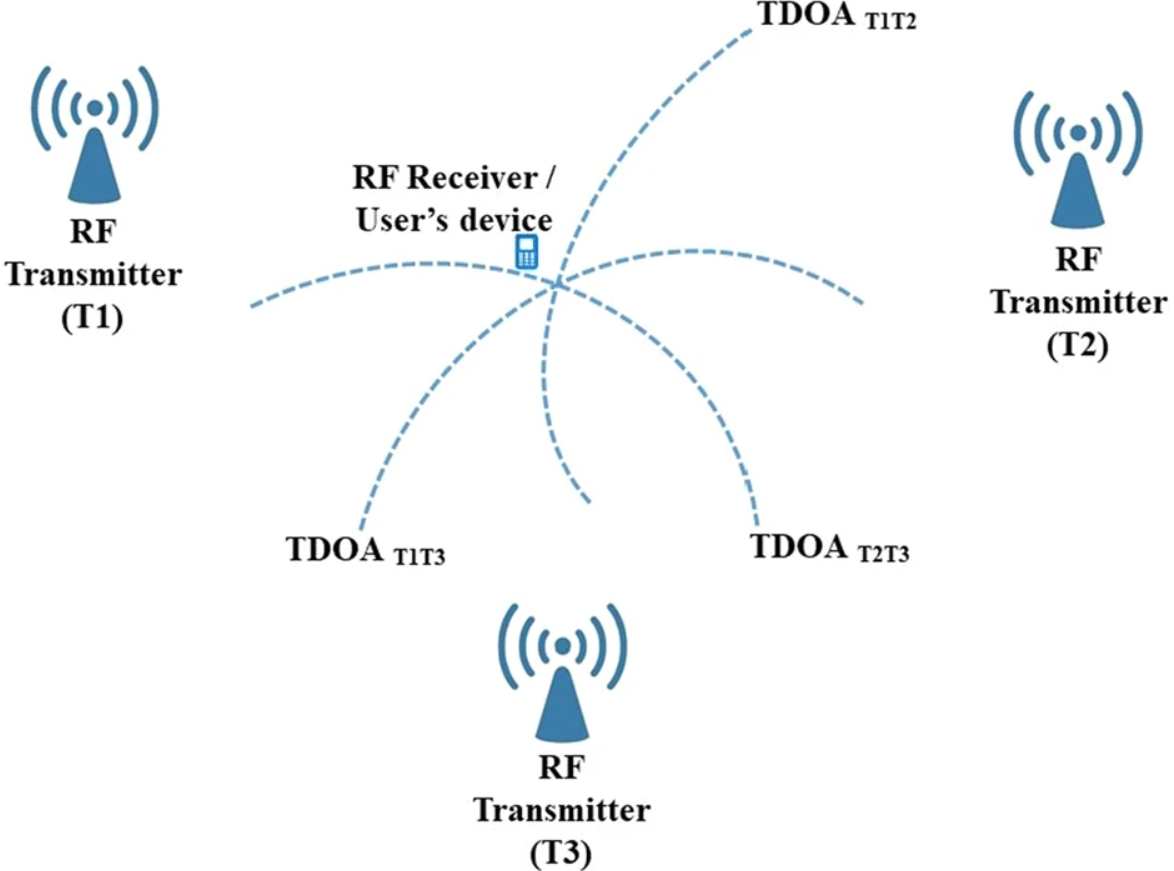 TDOA T1T2
RF Receiver /
User's device
RF
Transmitter
(T1)
RF
Transmitter
(T2)
TDOA T1T3
TDOA T2T3
RF
Transmitter
(T3)